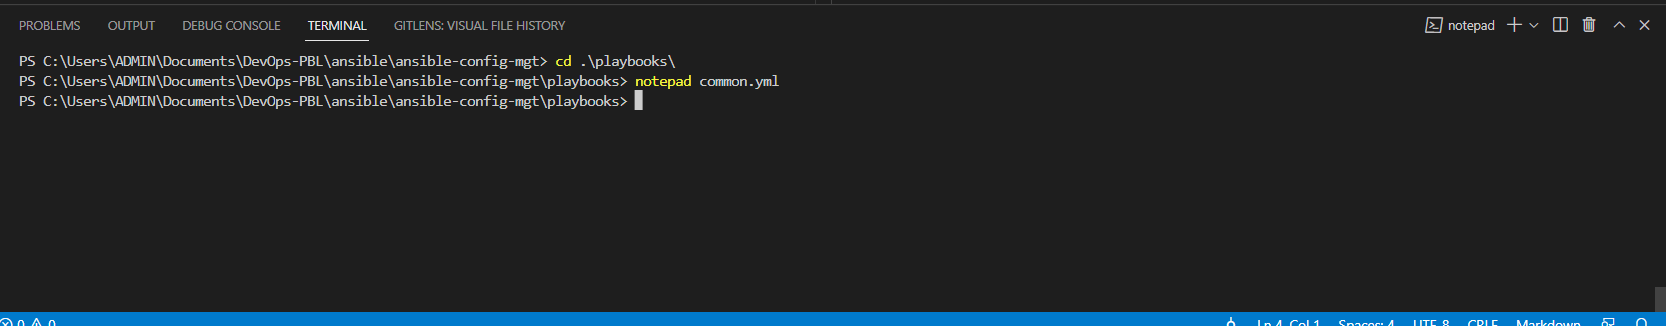 PROBLEMS OUTPUT DEBUG CONSOLE TERMINAL GITLENS: VISUAL FILE HISTORY notepad
PS C:\Users\ADMIN\Documents\DevOps-PBL\ansible\ansible-config-mgt> cd .\playbooks\
PS C:\Users\ADMIN\Documents\DevOps-PBL\ansible\ansible-config-mgt\playbooks> notepad common.yml
PS C:\Users\ADMIN\Documents\DevOps-PBL\ansible\ansible-config-mgt\playbooks>
0 0 Ln 4, Col 1 Spaces: 4 UTF-8 CRLF Markdown